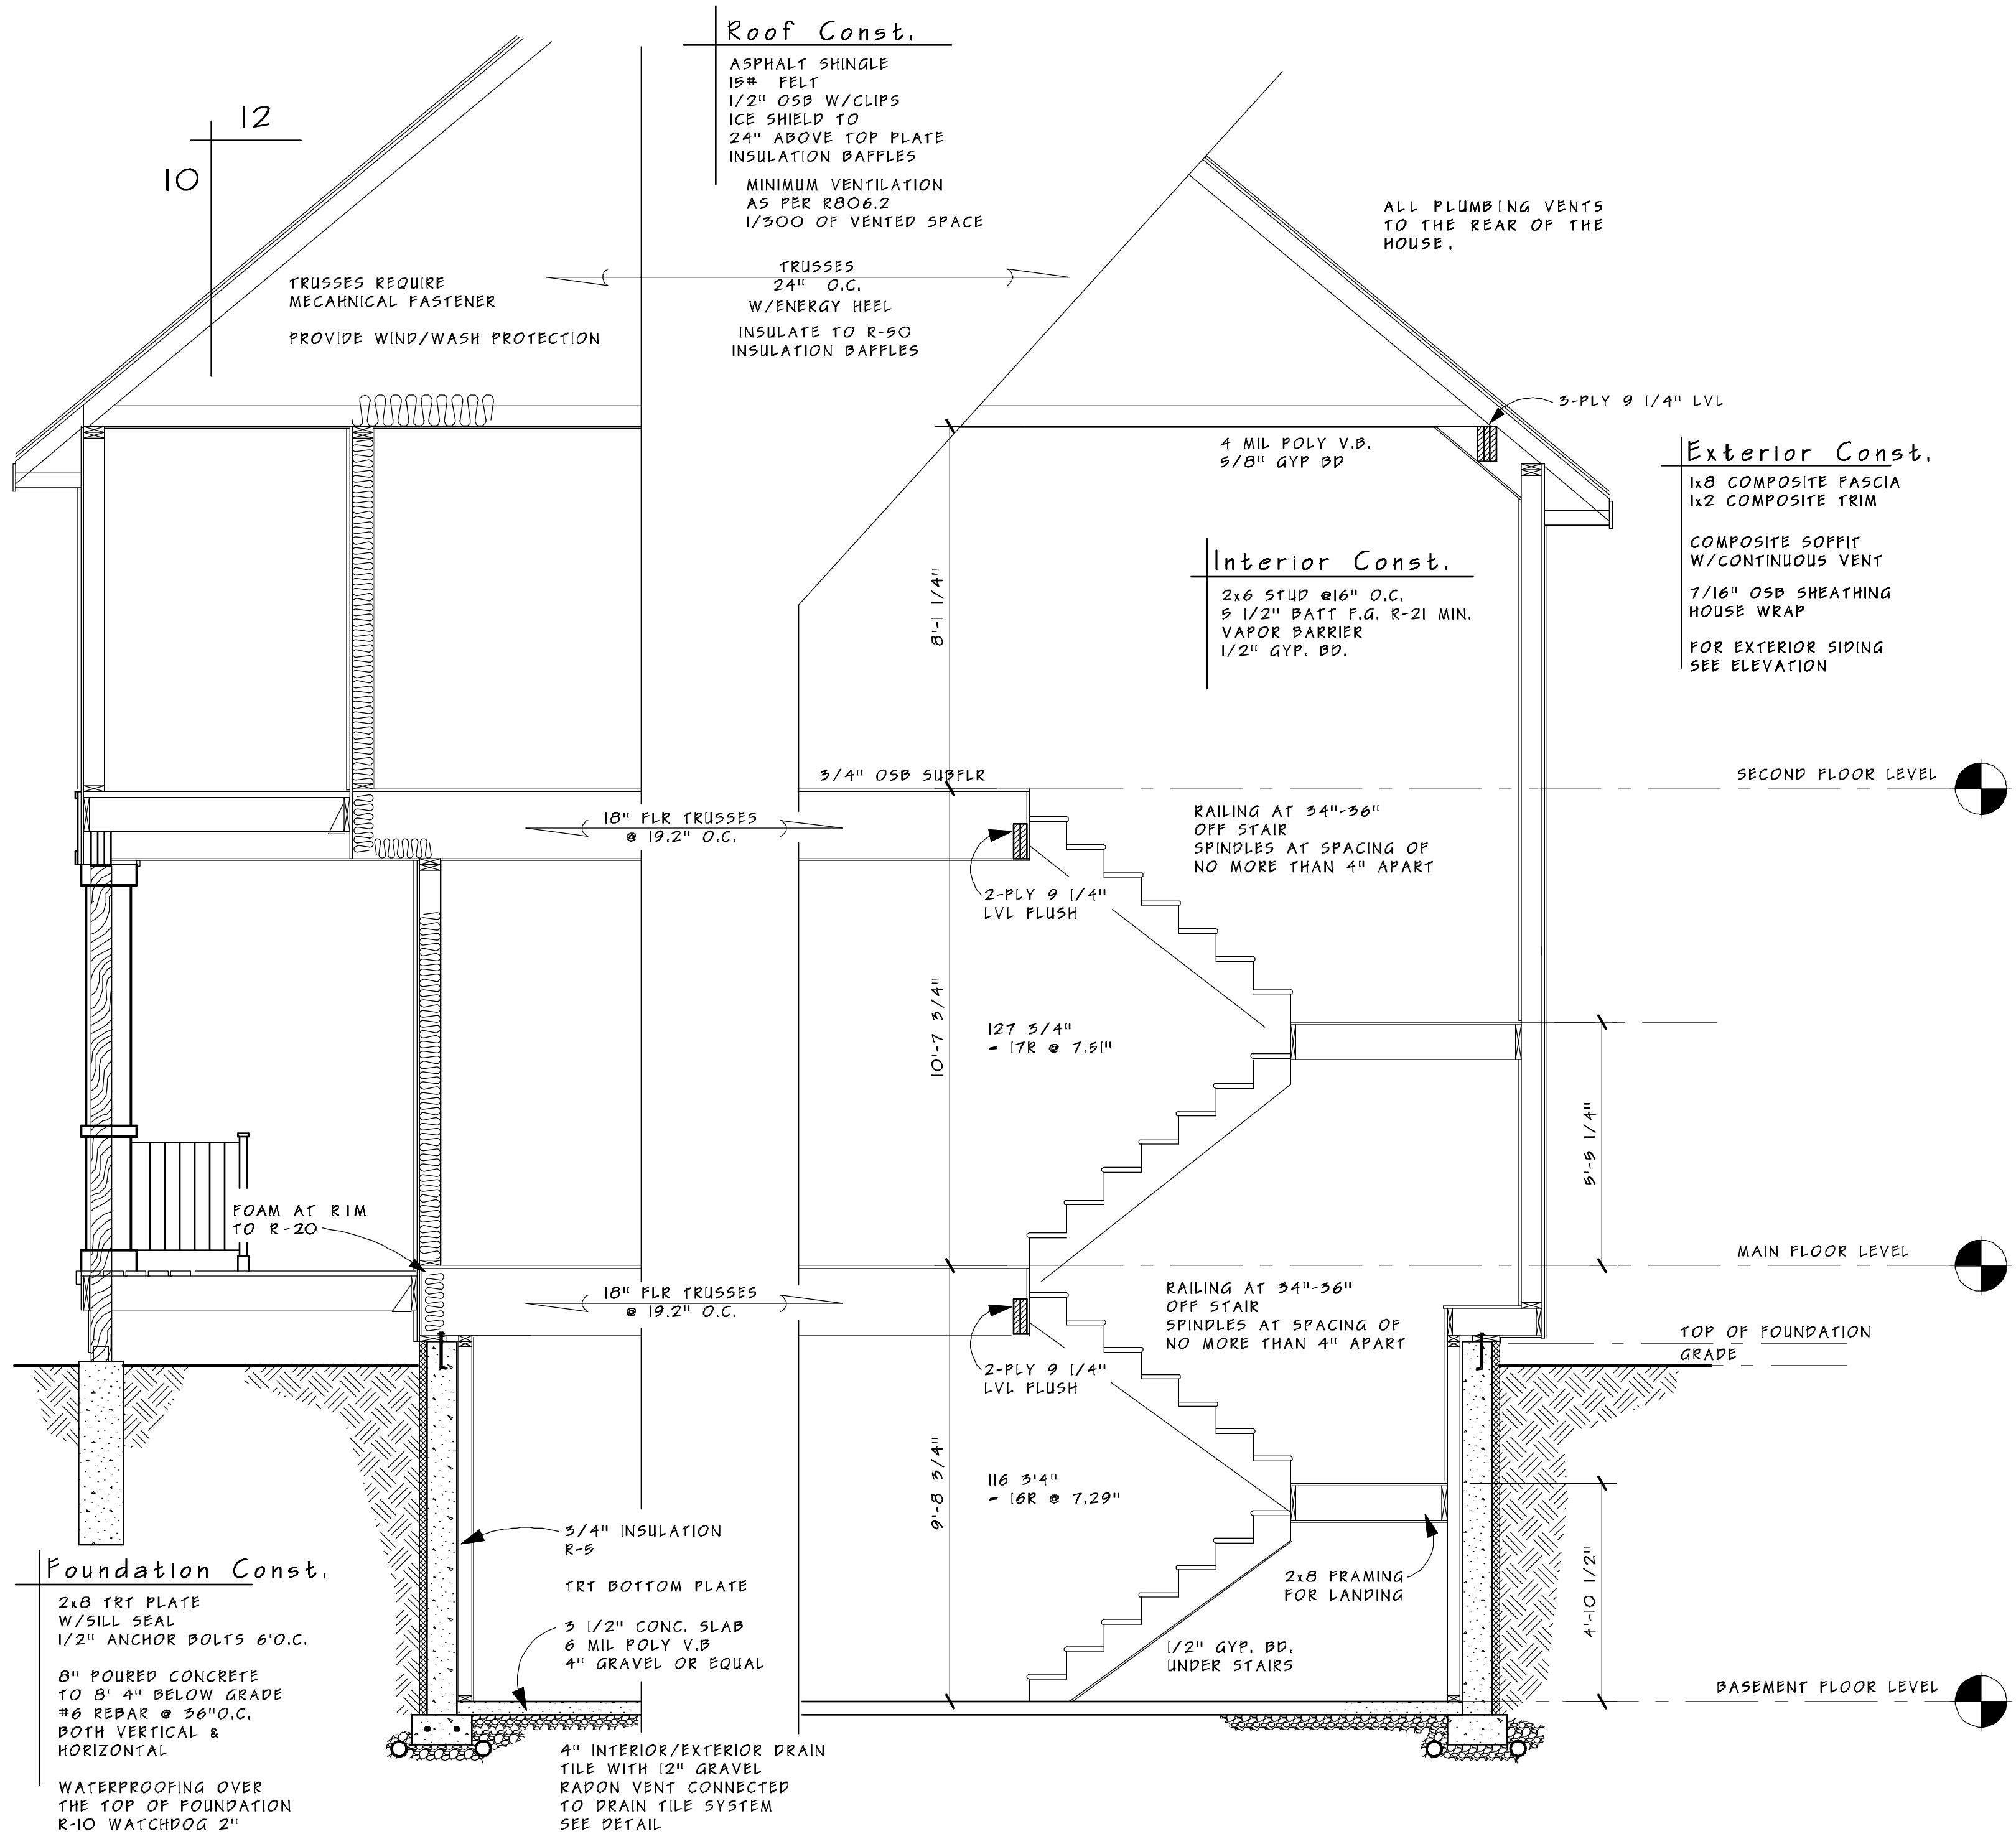 Roof Const.
ASPHALT SHINGLE
15# FELT
1/2" OSB W/CLIPS
ICE SHIELD TO
24" ABOVE TOP PLATE
INSULATION BAFFLES
MINIMUM VENTILATION
AS PER R806.2
1/300 OF VENTED SPACE
12
10
ALL PLUMBING VENTS
TO THE REAR OF THE
HOUSE.
TRUSSES REQUIRE
MECAHNICAL FASTENER
PROVIDE WIND/WASH PROTECTION
TRUSSES
24" O.C.
W/ENERGY HEEL
INSULATE TO R-50
INSULATION BAFFLES
3-PLY 9 1/4" LVL
4 MIL POLY V.B.
5/8" GYP BD
Exterior Const.
1x8 COMPOSITE FASCIA
1x2 COMPOSITE TRIM
COMPOSITE SOFFIT
W/CONTINUOUS VENT
7/16" OSB SHEATHING
HOUSE WRAP
FOR EXTERIOR SIDING
SEE ELEVATION
Interior Const.
2x6 STUD @16" O.C.
5 1/2" BATT F.G. R-21 MIN.
VAPOR BARRIER
1/2" GYP. BD.
8'-1 1/4"
3/4" OSB SUBFLR
SECOND FLOOR LEVEL
18" FLR TRUSSES
@ 19.2" O.C.
RAILING AT 34"-36"
OFF STAIR
SPINDLES AT SPACING OF
NO MORE THAN 4" APART
2-PLY 9 1/4"
LVL FLUSH
10'-7 3/4"
127 3/4"
- 17R @ 7.51"
5'-5 1/4"
FOAM AT RIM
TO R-20
MAIN FLOOR LEVEL
18" FLR TRUSSES
@ 19.2" O.C.
RAILING AT 34"-36"
OFF STAIR
SPINDLES AT SPACING OF
NO MORE THAN 4" APART
TOP OF FOUNDATION
GRADE
2-PLY 9 1/4"
LVL FLUSH
9'-8 3/4"
116 3'4"
- 16R @ 7.29"
3/4" INSULATION
R-5
TRT BOTTOM PLATE
3 1/2" CONC. SLAB
6 MIL POLY V.B
4" GRAVEL OR EQUAL
2x8 FRAMING
FOR LANDING
4'-10 1/2"
1/2" GYP. BD.
UNDER STAIRS
BASEMENT FLOOR LEVEL
Foundation Const.
2x8 TRT PLATE
W/SILL SEAL
1/2" ANCHOR BOLTS 6'O.C.
8" POURED CONCRETE
TO 8' 4" BELOW GRADE
#6 REBAR @ 36"O.C.
BOTH VERTICAL &
HORIZONTAL
WATERPROOFING OVER
THE TOP OF FOUNDATION
R-10 WATCHDOG 2"
4" INTERIOR/EXTERIOR DRAIN
TILE WITH 12" GRAVEL
RADON VENT CONNECTED
TO DRAIN TILE SYSTEM
SEE DETAIL